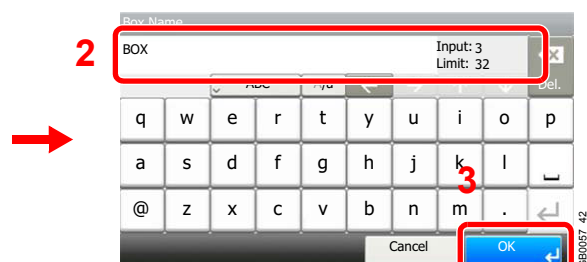 Box Name
2
BOX
Input: 3
Limit: 32
ABC
A/a
Del.
q w e r t y u i o p
a s d f g h j k l
3
@ z x c v b n m .
Cancel
OK